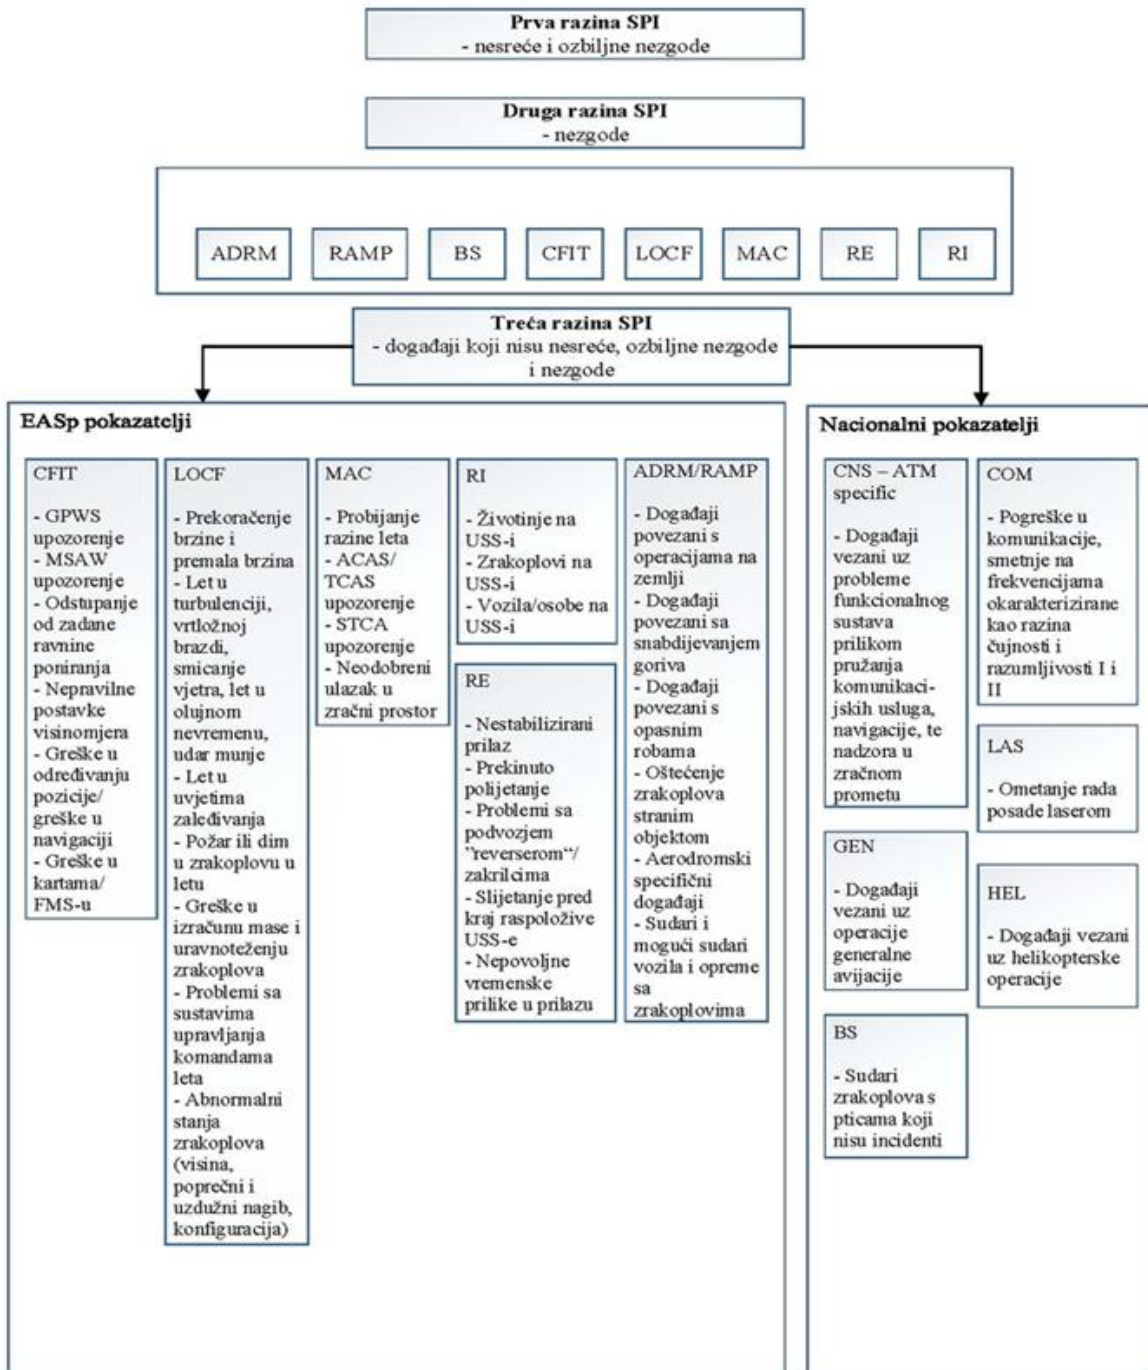 Prva razina SPI
- nesreće i ozbiljne nezgode
Druga razina SPI
- nezgode
ADRM
RAMP
BS
CFIT
LOCF
MAC
RE
RI
Treća razina SPI
- događaji koji nisu nesreće, ozbiljne nezgode
i nezgode
EASp pokazatelji
CFIT
- GPWS
upozorenje
- MSAW
upozorenje
- Odstupanje
od zadane
ravnine
poniranja
- Nepravilne
postavke
visinomjera
- Greške u
određivanju
pozicije/
greške u
navigaciji
- Greške u
kartama/
FMS-u
LOCF
- Prekoračenje
brzine i
premala brzina
- Let u
turbulenciji,
vrtložnoj
brazdi,
smicanje
vjetra, let u
olujnom
nevremenu,
udar munje
- Let u
uvjetima
zaleđivanja
- Požar ili dim
u zrakoplovu u
letu
- Greške u
izračunu mase i
uravnoteženju
zrakoplova
- Problemi sa
sustavima
upravljanja
komandama
leta
- Abnormalni
stanja
zrakoplova
(visina,
poprečni i
uzdužni nagib,
konfiguracija)
MAC
- Probijanje
razine leta
- ACAS/
TCAS
upozorenje
- STCA
upozorenje
- Neodobreni
ulazak u
zračni prostor
RI
- Životinje na
USS-i
- Zrakoplovi na
USS-i
- Vozila/osobe na
USS-i
RE
- Nestabilizirani
prilaz
- Prekinuto
polijetanje
- Problemi sa
podvozjem
”reverserom“/
zakrilcima
- Slijetanje pred
kraj raspoložive
USS-e
- Nepovoljne
vremenske
prilike u prilazu
ADRM/RAMP
- Događaji
povezani s
operacijama na
zemlji
- Događaji
povezani sa
snabdijevanjem
goriva
- Događaji
povezani s
opasnim
robama
- Oštećenje
zrakoplova
stranim
objektom
- Aerodromski
specifični
događaji
- Sudari i
mogući sudari
vozila i opreme
sa
zrakoplovima
Nacionalni pokazatelji
CNS – ATM
specific
- Događaji
vezani uz
probleme
funkcionalnog
sustava
prilikom
pružanja
komunikaci-
jskih usluga,
navigacije, te
nadzora u
zračnom
prometu
GEN
- Događaji
vezani uz
operacije
generalne
avijacije
BS
- Sudari
zrakoplova s
pticama koji
nisu incidenti
COM
- Pogreške u
komunikacije,
smetnje na
frekvencijama
okarakterizirane
kao razina
čujnosti i
razumljivosti I i
II
LAS
- Ometanje rada
posade laserom
HEL
- Događaji vezani
uz helikopterske
operacije